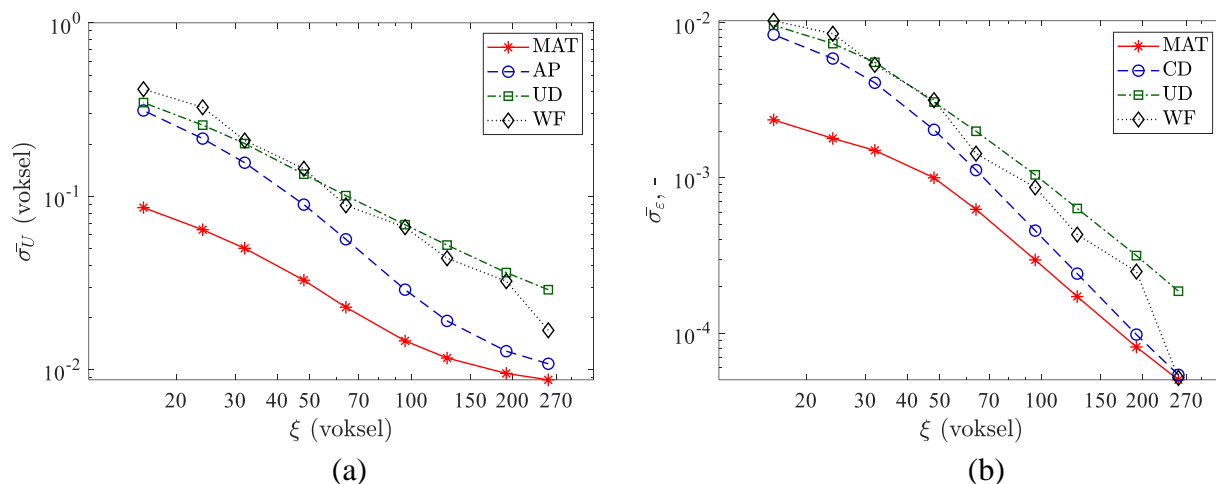 10^0
10^-1
10^-2
σ̄_U (voksel)
MAT
AP
UD
WF
20 30 40 50 70 100 150 200 270
ξ (voksel)
(a)
10^-2
10^-3
10^-4
σ̄_ε, -
MAT
CD
UD
WF
20 30 40 50 70 100 150 200 270
ξ (voksel)
(b)